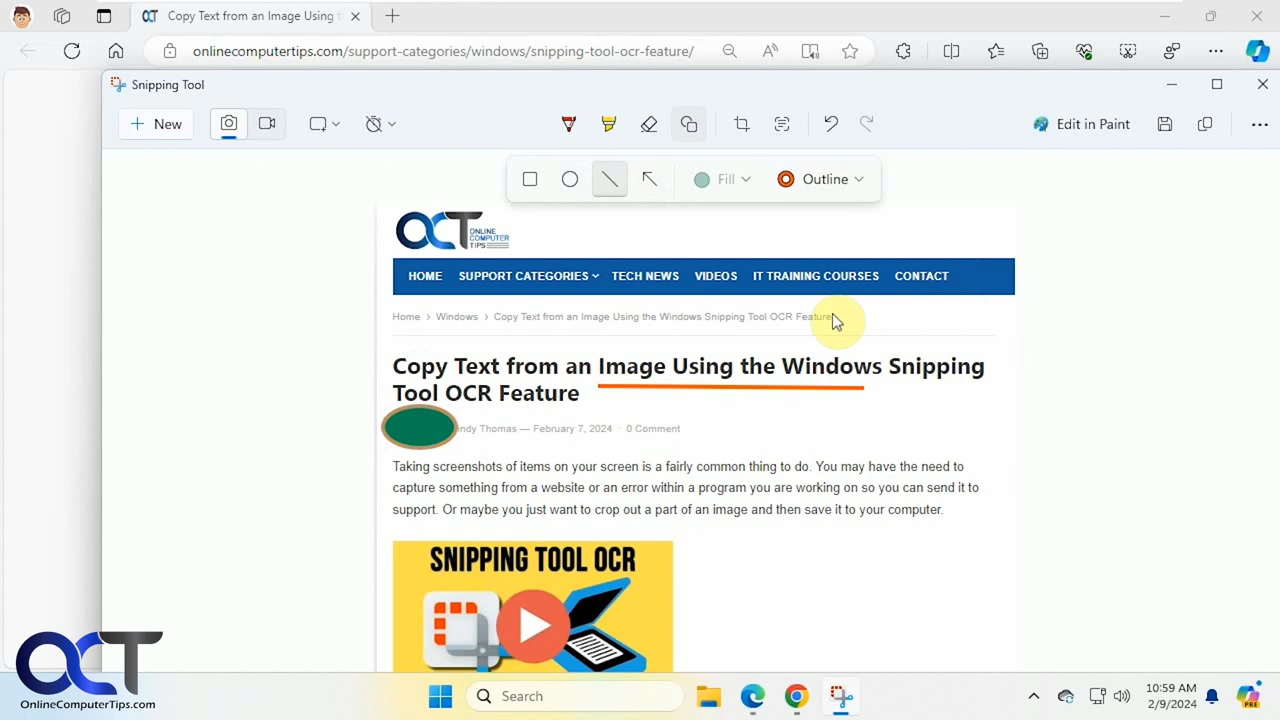 Copy Text from an Image Using t
onlinecomputertips.com/support-categories/windows/snipping-tool-ocr-feature/
Snipping Tool
New
Edit in Paint
Fill
Outline
OCT ONLINE
COMPUTER
TIPS
HOME SUPPORT CATEGORIES TECH NEWS VIDEOS IT TRAINING COURSES CONTACT
Home > Windows > Copy Text from an Image Using the Windows Snipping Tool OCR Feature
Copy Text from an Image Using the Windows Snipping
Tool OCR Feature
ndy Thomas — February 7, 2024 · 0 Comment
Taking screenshots of items on your screen is a fairly common thing to do. You may have the need to
capture something from a website or an error within a program you are working on so you can send it to
support. Or maybe you just want to crop out a part of an image and then save it to your computer.
SNIPPING TOOL OCR
OCT
OnlineComputerTips.com
Search
10:59 AM
2/9/2024
PRE